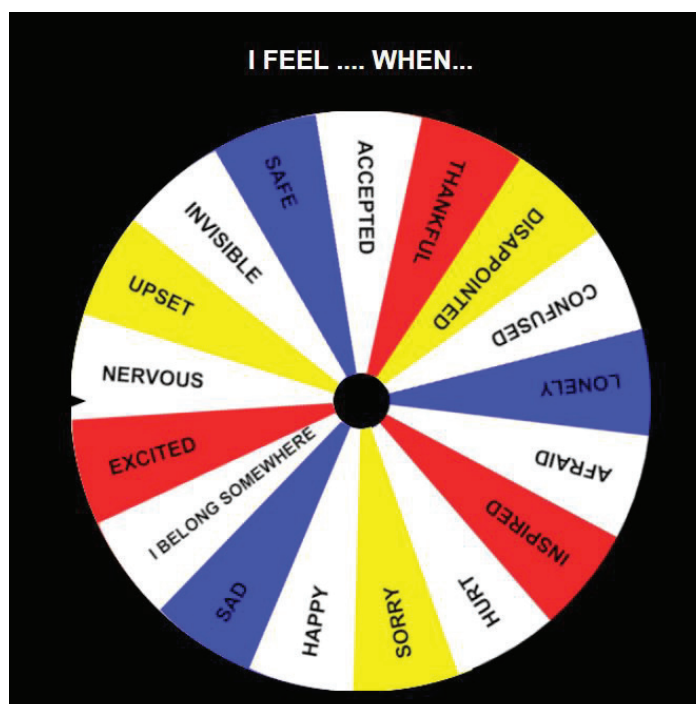 I FEEL .... WHEN...
ACCEPTED
THANKFUL
DISAPPOINTED
CONFUSED
LONELY
AFRAID
INSPIRED
HURT
SORRY
HAPPY
SAD
I BELONG SOMEWHERE
EXCITED
NERVOUS
UPSET
INVISIBLE
SAFE